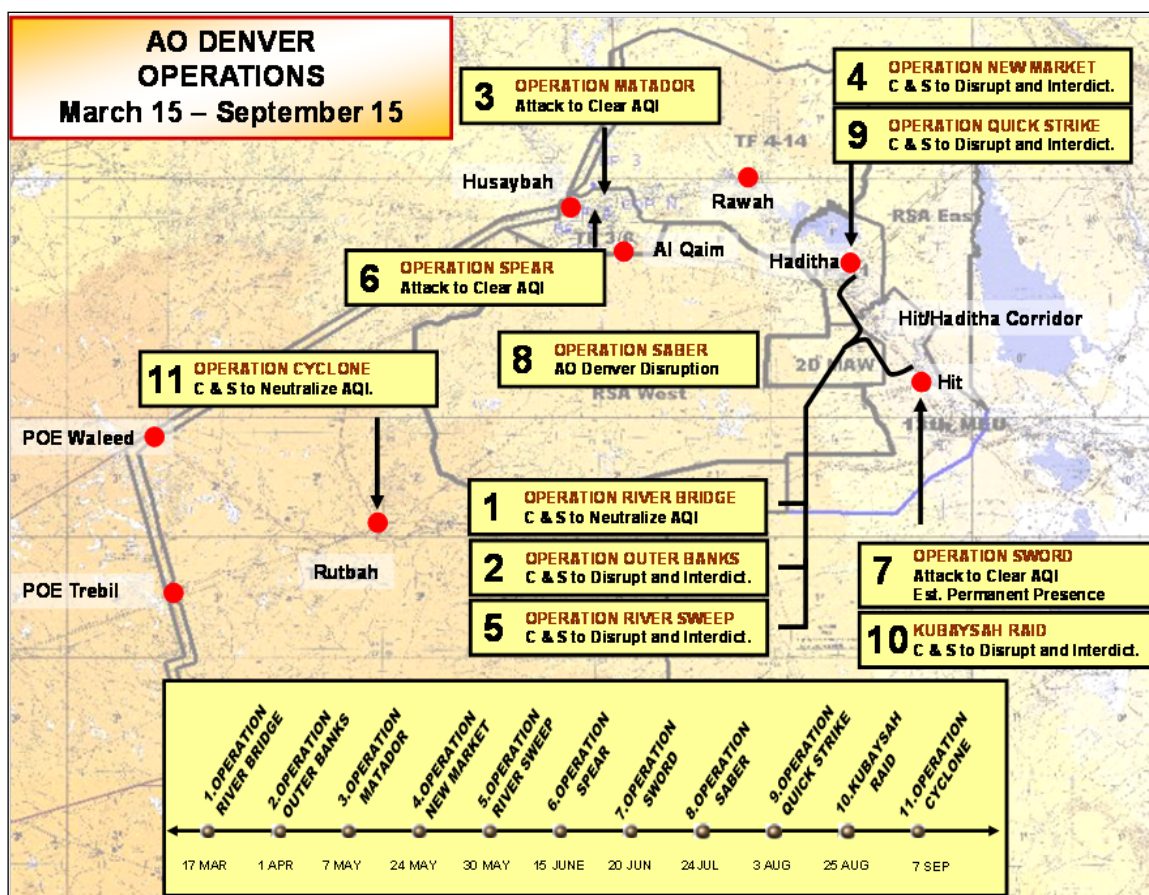 AO DENVER
OPERATIONS
March 15 – September 15
3 OPERATION MATADOR
Attack to Clear AQI
4 OPERATION NEW MARKET
C & S to Disrupt and Interdict.
9 OPERATION QUICK STRIKE
C & S to Disrupt and Interdict.
TF 4-14
Husaybah
Rawah
RSA East
Al Qaim
Haditha
6 OPERATION SPEAR
Attack to Clear AQI
Hit/Haditha Corridor
8 OPERATION SABER
AO Denver Disruption
2D MAW
11 OPERATION CYCLONE
C & S to Neutralize AQI.
RSA West
Hit
13th MEU
POE Waleed
1 OPERATION RIVER BRIDGE
C & S to Neutralize AQI
Rutbah
2 OPERATION OUTER BANKS
C & S to Disrupt and Interdict.
7 OPERATION SWORD
Attack to Clear AQI
Est. Permanent Presence
POE Trebil
5 OPERATION RIVER SWEEP
C & S to Disrupt and Interdict.
10 KUBAYSAH RAID
C & S to Disrupt and Interdict.
1.OPERATION
RIVER BRIDGE
2.OPERATION
OUTER BANKS
3.OPERATION
MATADOR
4.OPERATION
NEW MARKET
5.OPERATION
RIVER SWEEP
6.OPERATION
SPEAR
7.OPERATION
SWORD
8.OPERATION
SABER
9.OPERATION
QUICK STRIKE
10.KUBAYSAH
RAID
11.OPERATION
CYCLONE
17 MAR
1 APR
7 MAY
24 MAY
30 MAY
15 JUNE
20 JUN
24 JUL
3 AUG
25 AUG
7 SEP